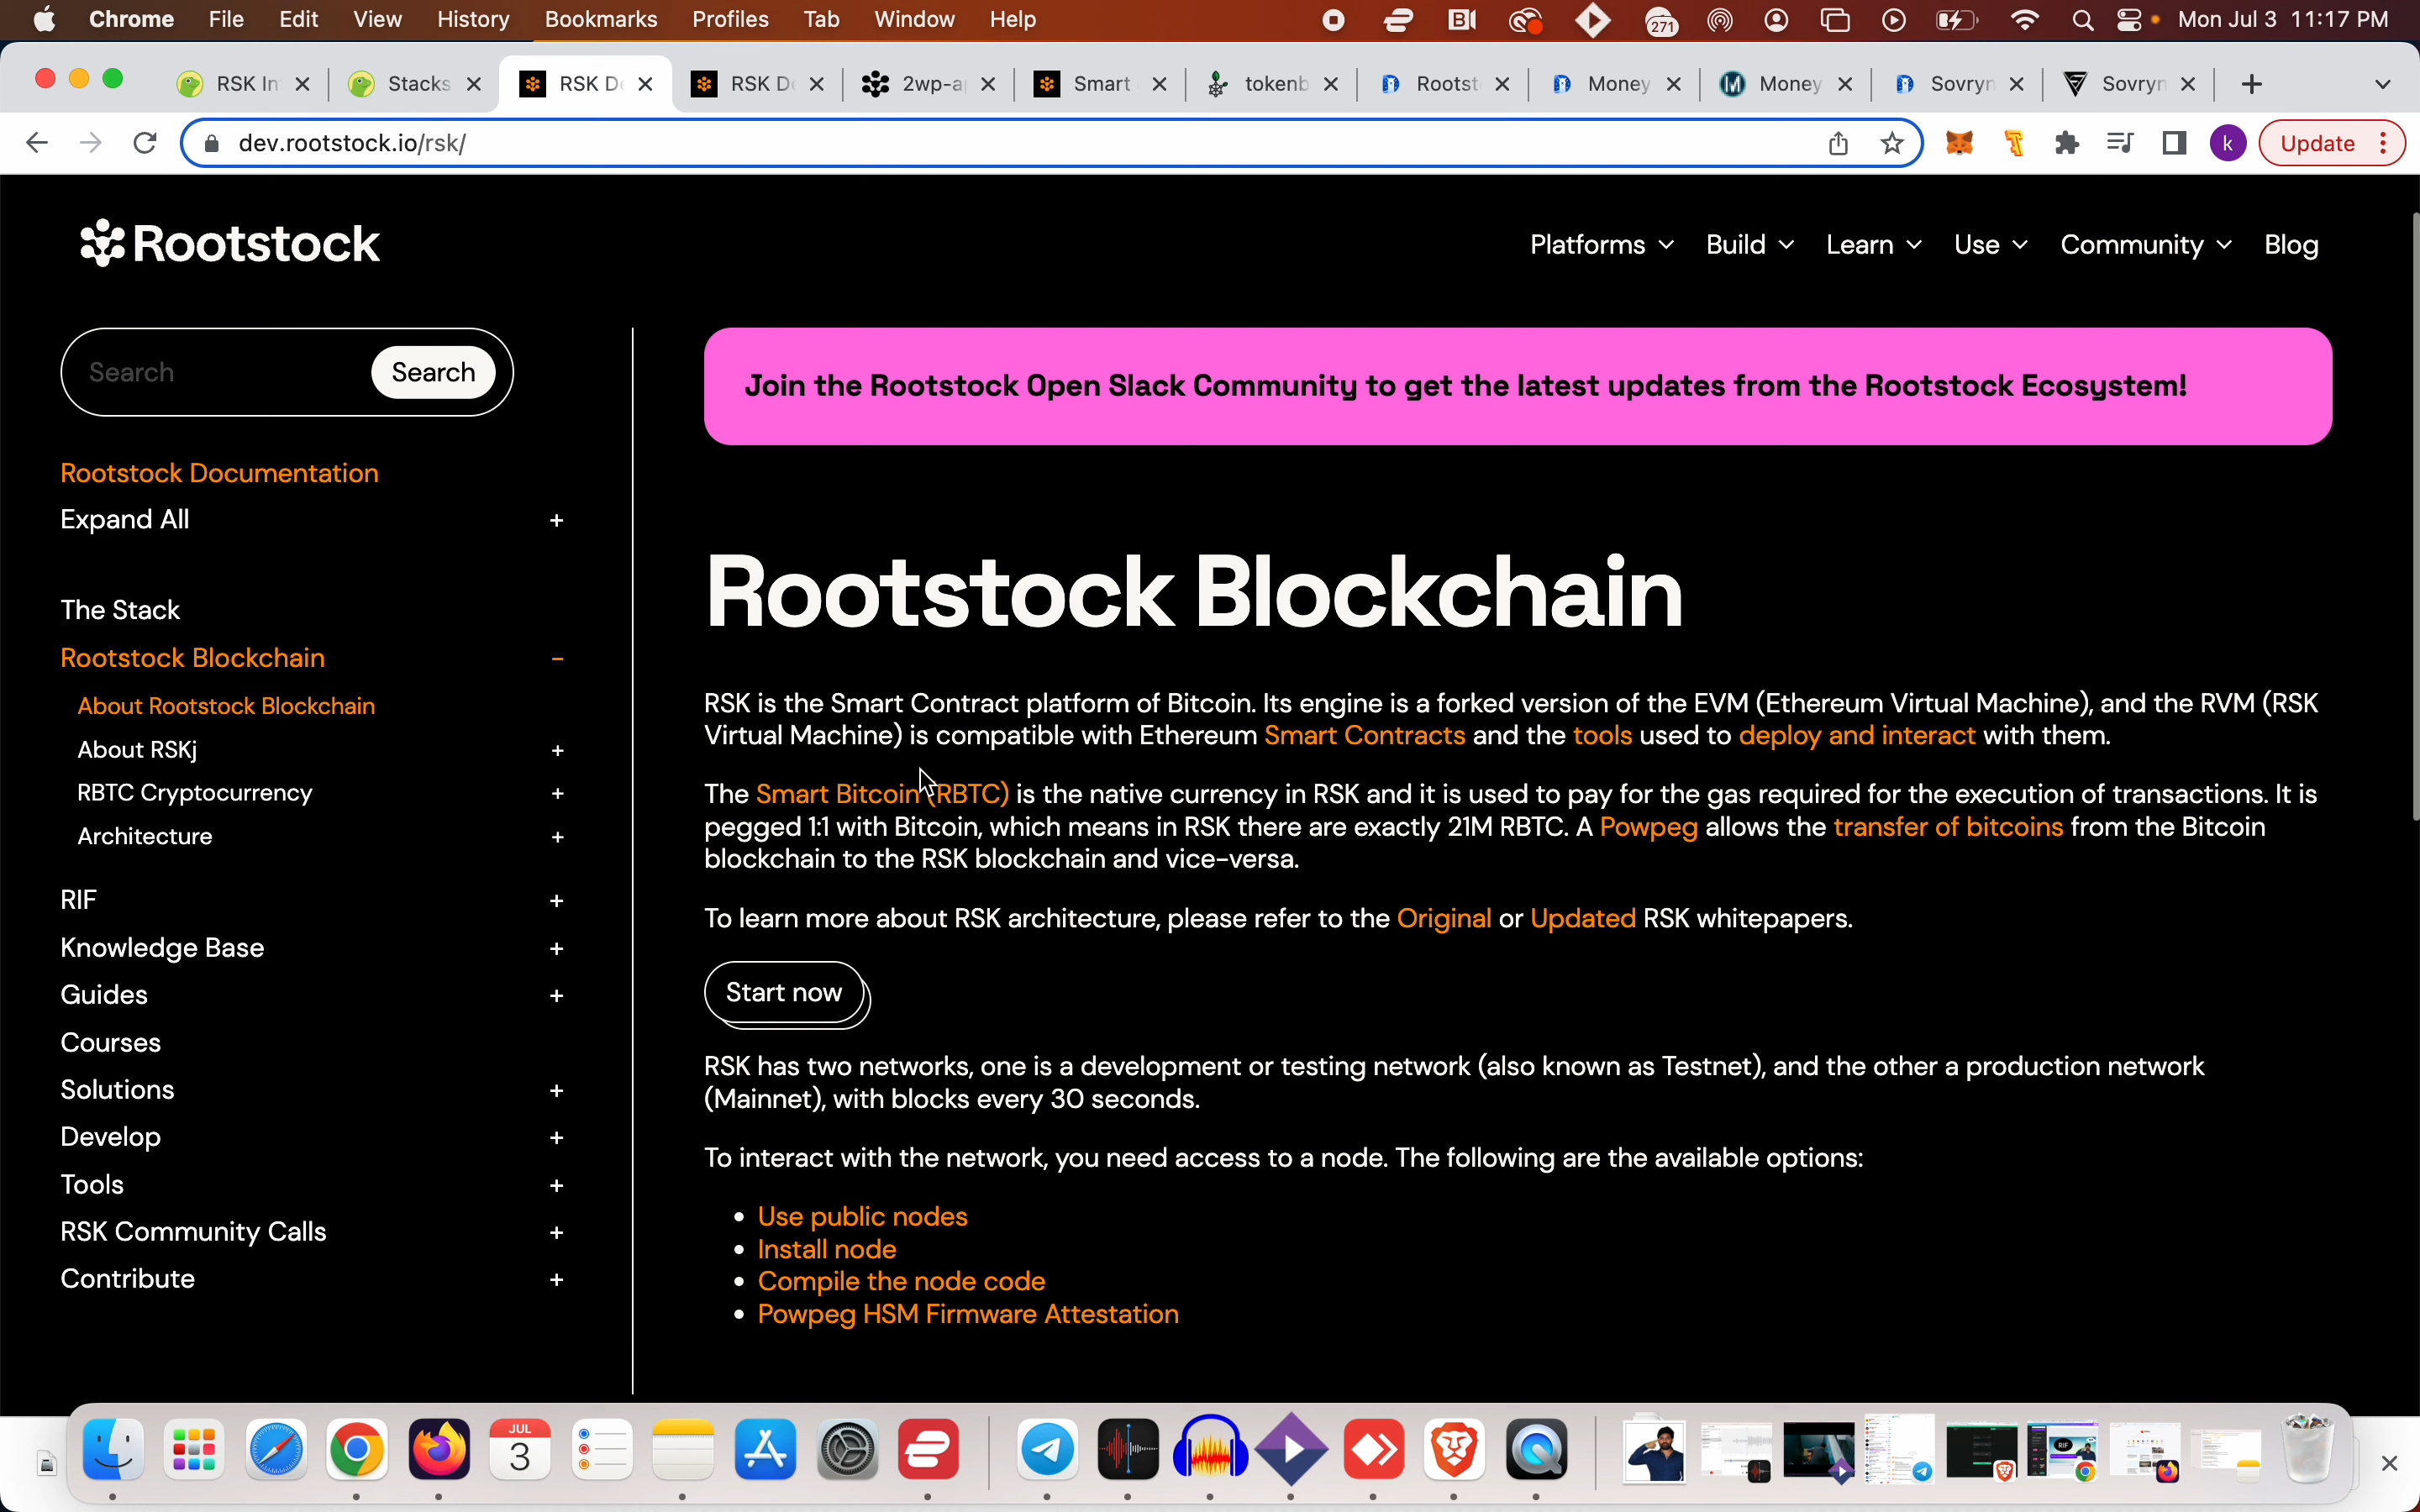 Chrome File Edit View History Bookmarks Profiles Tab Window Help 271 Mon Jul 3 11:17 PM
RSK In Stacks RSK De RSK De 2wp-a Smart tokenb Rootst Money Money Sovryn Sovryn
dev.rootstock.io/rsk/ k Update
Rootstock
Platforms Build Learn Use Community Blog
Search Search
Join the Rootstock Open Slack Community to get the latest updates from the Rootstock Ecosystem!
Rootstock Documentation
Expand All +
The Stack
Rootstock Blockchain -
About Rootstock Blockchain
About RSKj +
RBTC Cryptocurrency +
Architecture +
RIF +
Knowledge Base +
Guides +
Courses
Solutions +
Develop +
Tools +
RSK Community Calls +
Contribute +
Rootstock Blockchain
RSK is the Smart Contract platform of Bitcoin. Its engine is a forked version of the EVM (Ethereum Virtual Machine), and the RVM (RSK
Virtual Machine) is compatible with Ethereum Smart Contracts and the tools used to deploy and interact with them.
The Smart Bitcoin (RBTC) is the native currency in RSK and it is used to pay for the gas required for the execution of transactions. It is
pegged 1:1 with Bitcoin, which means in RSK there are exactly 21M RBTC. A Powpeg allows the transfer of bitcoins from the Bitcoin
blockchain to the RSK blockchain and vice-versa.
To learn more about RSK architecture, please refer to the Original or Updated RSK whitepapers.
Start now
RSK has two networks, one is a development or testing network (also known as Testnet), and the other a production network
(Mainnet), with blocks every 30 seconds.
To interact with the network, you need access to a node. The following are the available options:
• Use public nodes
• Install node
• Compile the node code
• Powpeg HSM Firmware Attestation
JUL
3
RIF